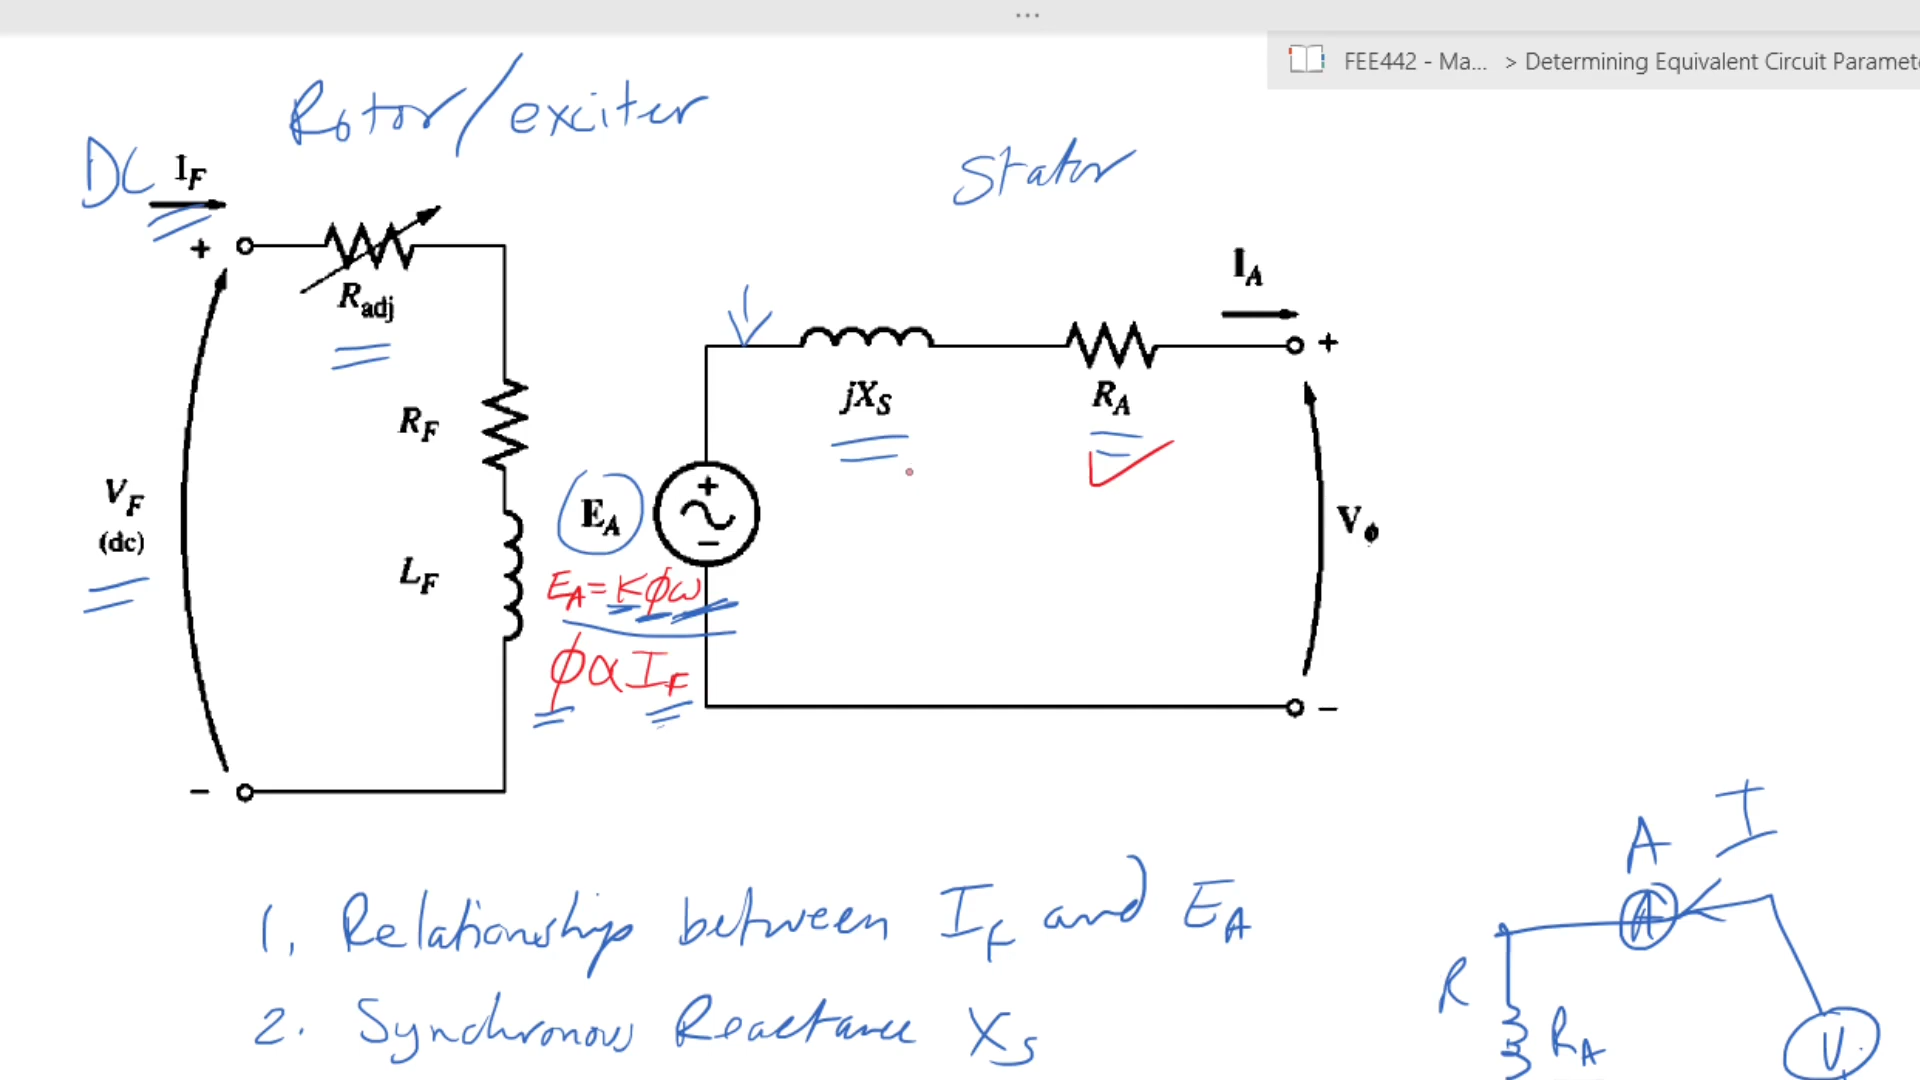 ...
FEE442 - Ma... > Determining Equivalent Circuit Paramet
Rotor/exciter
Stator
DC I_F
+
R_adj
I_A
+
jX_S
R_A
R_F
V_F
(dc)
E_A
+
−
V_ϕ
E_A = Kϕω
L_F
ϕ α I_F
−
−
I
A
A
1. Relationship between I_F and E_A
R
2. Synchronous Reactance X_S
R_A
V